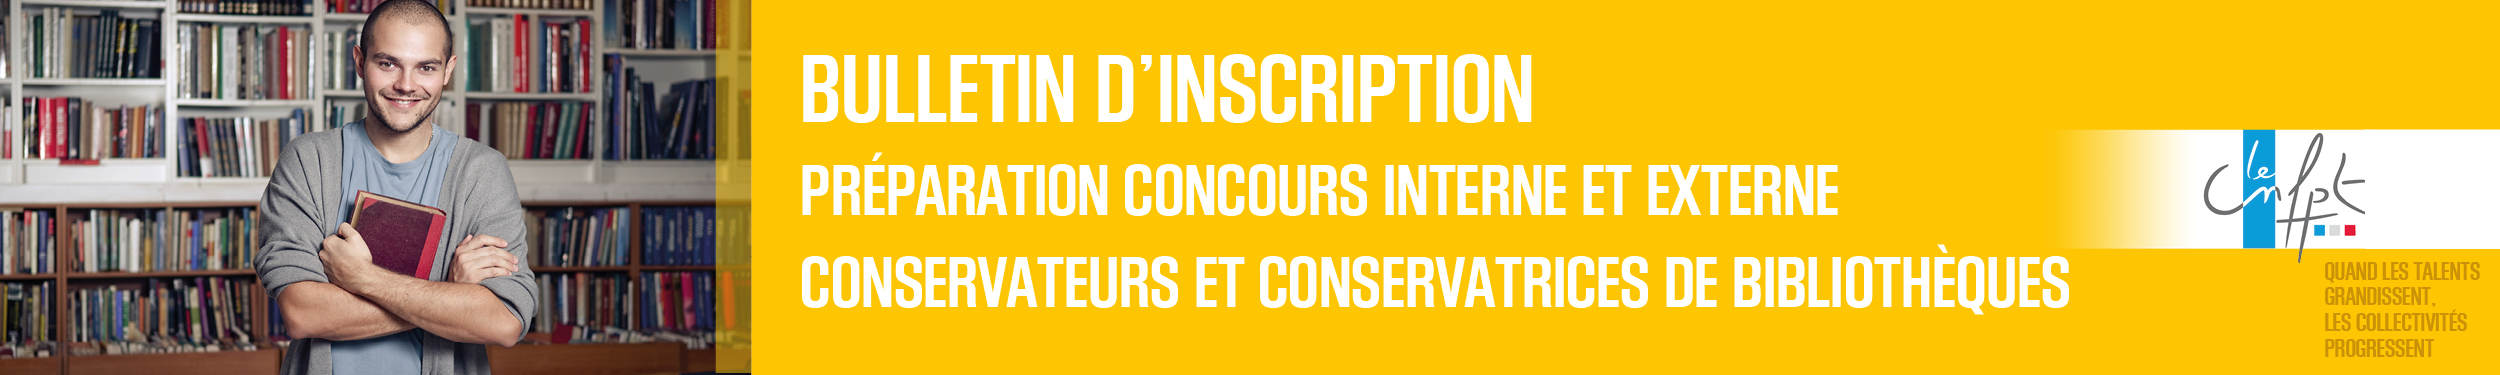 BULLETIN D’INSCRIPTION
PRÉPARATION CONCOURS INTERNE ET EXTERNE
CONSERVATEURS ET CONSERVATRICES DE BIBLIOTHÈQUES
le cnfpt
QUAND LES TALENTS
GRANDISSENT,
LES COLLECTIVITÉS
PROGRESSENT